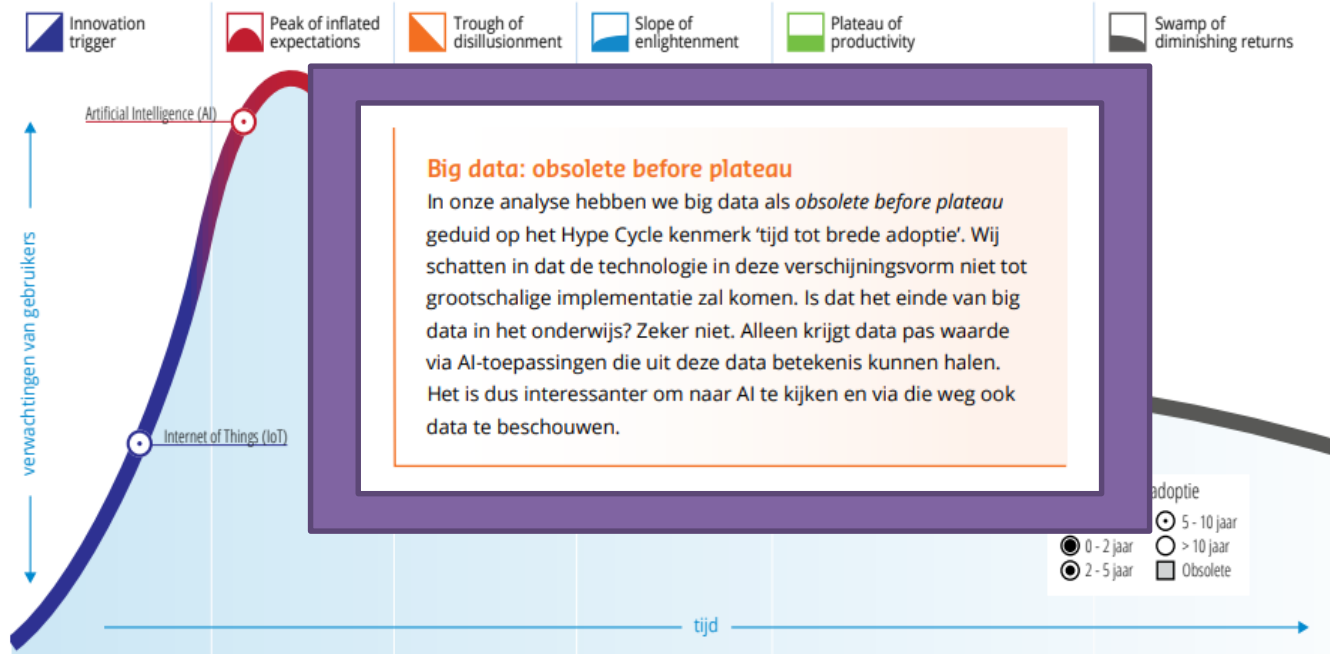 Innovation
trigger
Peak of inflated
expectations
Trough of
disillusionment
Slope of
enlightenment
Plateau of
productivity
Swamp of
diminishing returns
Artificial Intelligence (AI)
Internet of Things (IoT)
verwachtingen van gebruikers
Big data: obsolete before plateau
In onze analyse hebben we big data als obsolete before plateau
geduid op het Hype Cycle kenmerk ‘tijd tot brede adoptie’. Wij
schatten in dat de technologie in deze verschijningsvorm niet tot
grootschalige implementatie zal komen. Is dat het einde van big
data in het onderwijs? Zeker niet. Alleen krijgt data pas waarde
via AI-toepassingen die uit deze data betekenis kunnen halen.
Het is dus interessanter om naar AI te kijken en via die weg ook
data te beschouwen.
adoptie
5 - 10 jaar
0 - 2 jaar
> 10 jaar
2 - 5 jaar
Obsolete
tijd